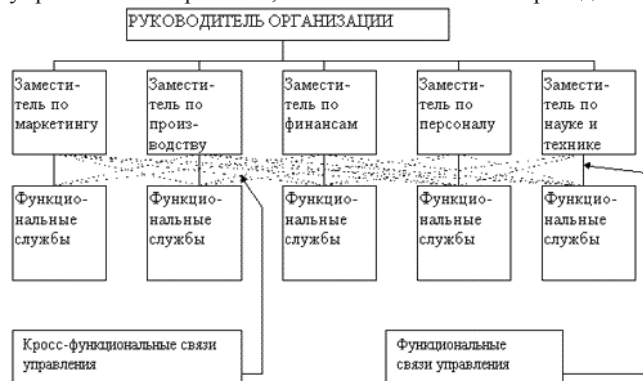 РУКОВОДИТЕЛЬ ОРГАНИЗАЦИИ
Замести-
тель по
маркетингу
Замести-
тель по
произ-
водству
Замести-
тель по
финансам
Замести-
тель по
персоналу
Замести-
тель по
науке и
технике
Функцио-
нальные
службы
Функцио-
нальные
службы
Функцио-
нальные
службы
Функцио-
нальные
службы
Функцио-
нальные
службы
Кросс-функциональные связи
управления
Функциональные
связи управления